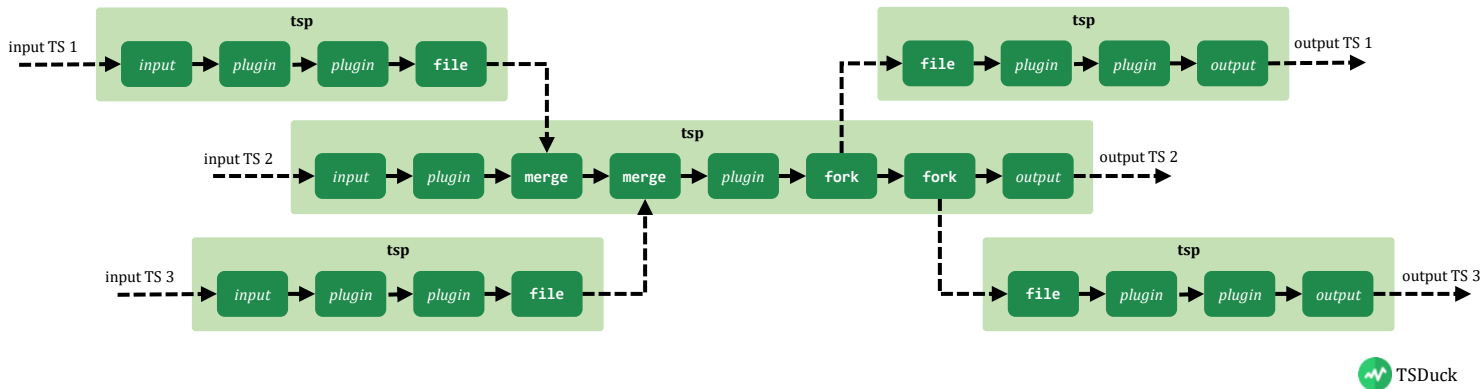 tsp
input TS 1
input plugin plugin file
tsp
file plugin plugin output
output TS 1
tsp
input TS 2
input plugin merge merge plugin fork fork output
output TS 2
tsp
input TS 3
input plugin plugin file
tsp
file plugin plugin output
output TS 3
TSDuck